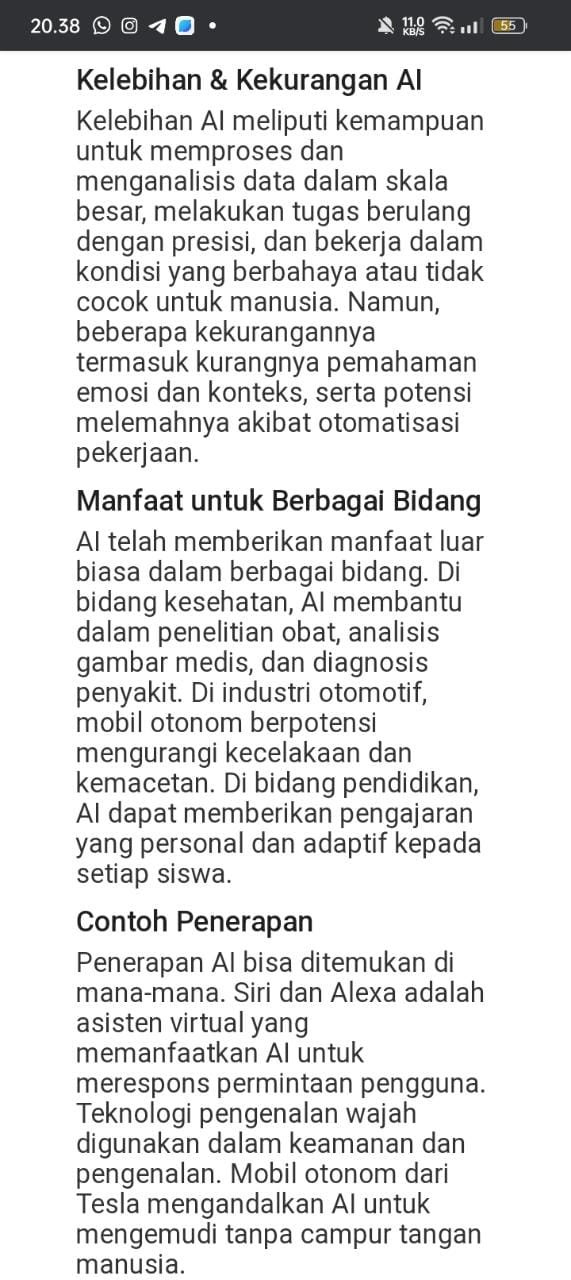 20.38
11.0
KB/S
55
Kelebihan & Kekurangan AI
Kelebihan AI meliputi kemampuan
untuk memproses dan
menganalisis data dalam skala
besar, melakukan tugas berulang
dengan presisi, dan bekerja dalam
kondisi yang berbahaya atau tidak
cocok untuk manusia. Namun,
beberapa kekurangannya
termasuk kurangnya pemahaman
emosi dan konteks, serta potensi
melemahnya akibat otomatisasi
pekerjaan.
Manfaat untuk Berbagai Bidang
AI telah memberikan manfaat luar
biasa dalam berbagai bidang. Di
bidang kesehatan, AI membantu
dalam penelitian obat, analisis
gambar medis, dan diagnosis
penyakit. Di industri otomotif,
mobil otonom berpotensi
mengurangi kecelakaan dan
kemacetan. Di bidang pendidikan,
AI dapat memberikan pengajaran
yang personal dan adaptif kepada
setiap siswa.
Contoh Penerapan
Penerapan AI bisa ditemukan di
mana-mana. Siri dan Alexa adalah
asisten virtual yang
memanfaatkan AI untuk
merespons permintaan pengguna.
Teknologi pengenalan wajah
digunakan dalam keamanan dan
pengenalan. Mobil otonom dari
Tesla mengandalkan AI untuk
mengemudi tanpa campur tangan
manusia.